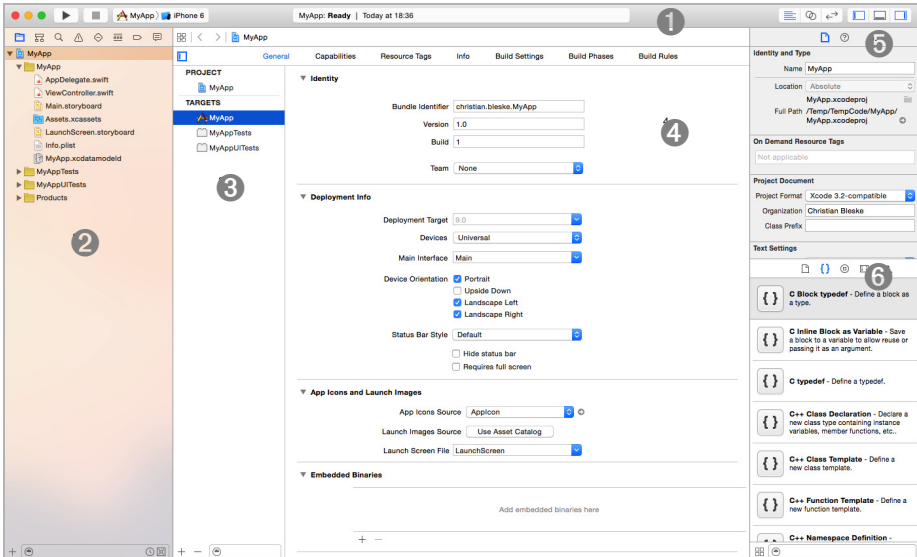 MyApp
iPhone 6
MyApp: Ready | Today at 18:36
1
MyApp
MyApp
MyApp
AppDelegate.swift
ViewController.swift
Main.storyboard
Assets.xcassets
LaunchScreen.storyboard
Info.plist
MyApp.xcdatamodeld
MyAppTests
MyAppUITests
Products
2
General
Capabilities
Resource Tags
Info
Build Settings
Build Phases
Build Rules
PROJECT
MyApp
TARGETS
MyApp
MyAppTests
MyAppUITests
3
Identity
Bundle Identifier christian.bleske.MyApp
Version 1.0
Build 1
Team None
4
Deployment Info
Deployment Target 9.0
Devices Universal
Main Interface Main
Device Orientation Portrait
Upside Down
Landscape Left
Landscape Right
Status Bar Style Default
Hide status bar
Requires full screen
App Icons and Launch Images
App Icons Source AppIcon
Launch Images Source Use Asset Catalog
Launch Screen File LaunchScreen
Embedded Binaries
Add embedded binaries here
5
Identity and Type
Name MyApp
Location Absolute
MyApp.xcodeproj
Full Path /Temp/TempCode/MyApp/
MyApp.xcodeproj
On Demand Resource Tags
Not applicable
Project Document
Project Format Xcode 3.2-compatible
Organization Christian Bleske
Class Prefix
Text Settings
6
{ } C Block typedef - Define a block as
a type.
{ } C Inline Block as Variable - Save
a block to a variable to allow reuse or
passing it as an argument.
{ } C typedef - Define a typedef.
{ } C++ Class Declaration - Declare a
new class type containing instance
variables, member functions, etc..
{ } C++ Class Template - Define a
new class template.
{ } C++ Function Template - Define a
new function template.
C++ Namespace Definition -